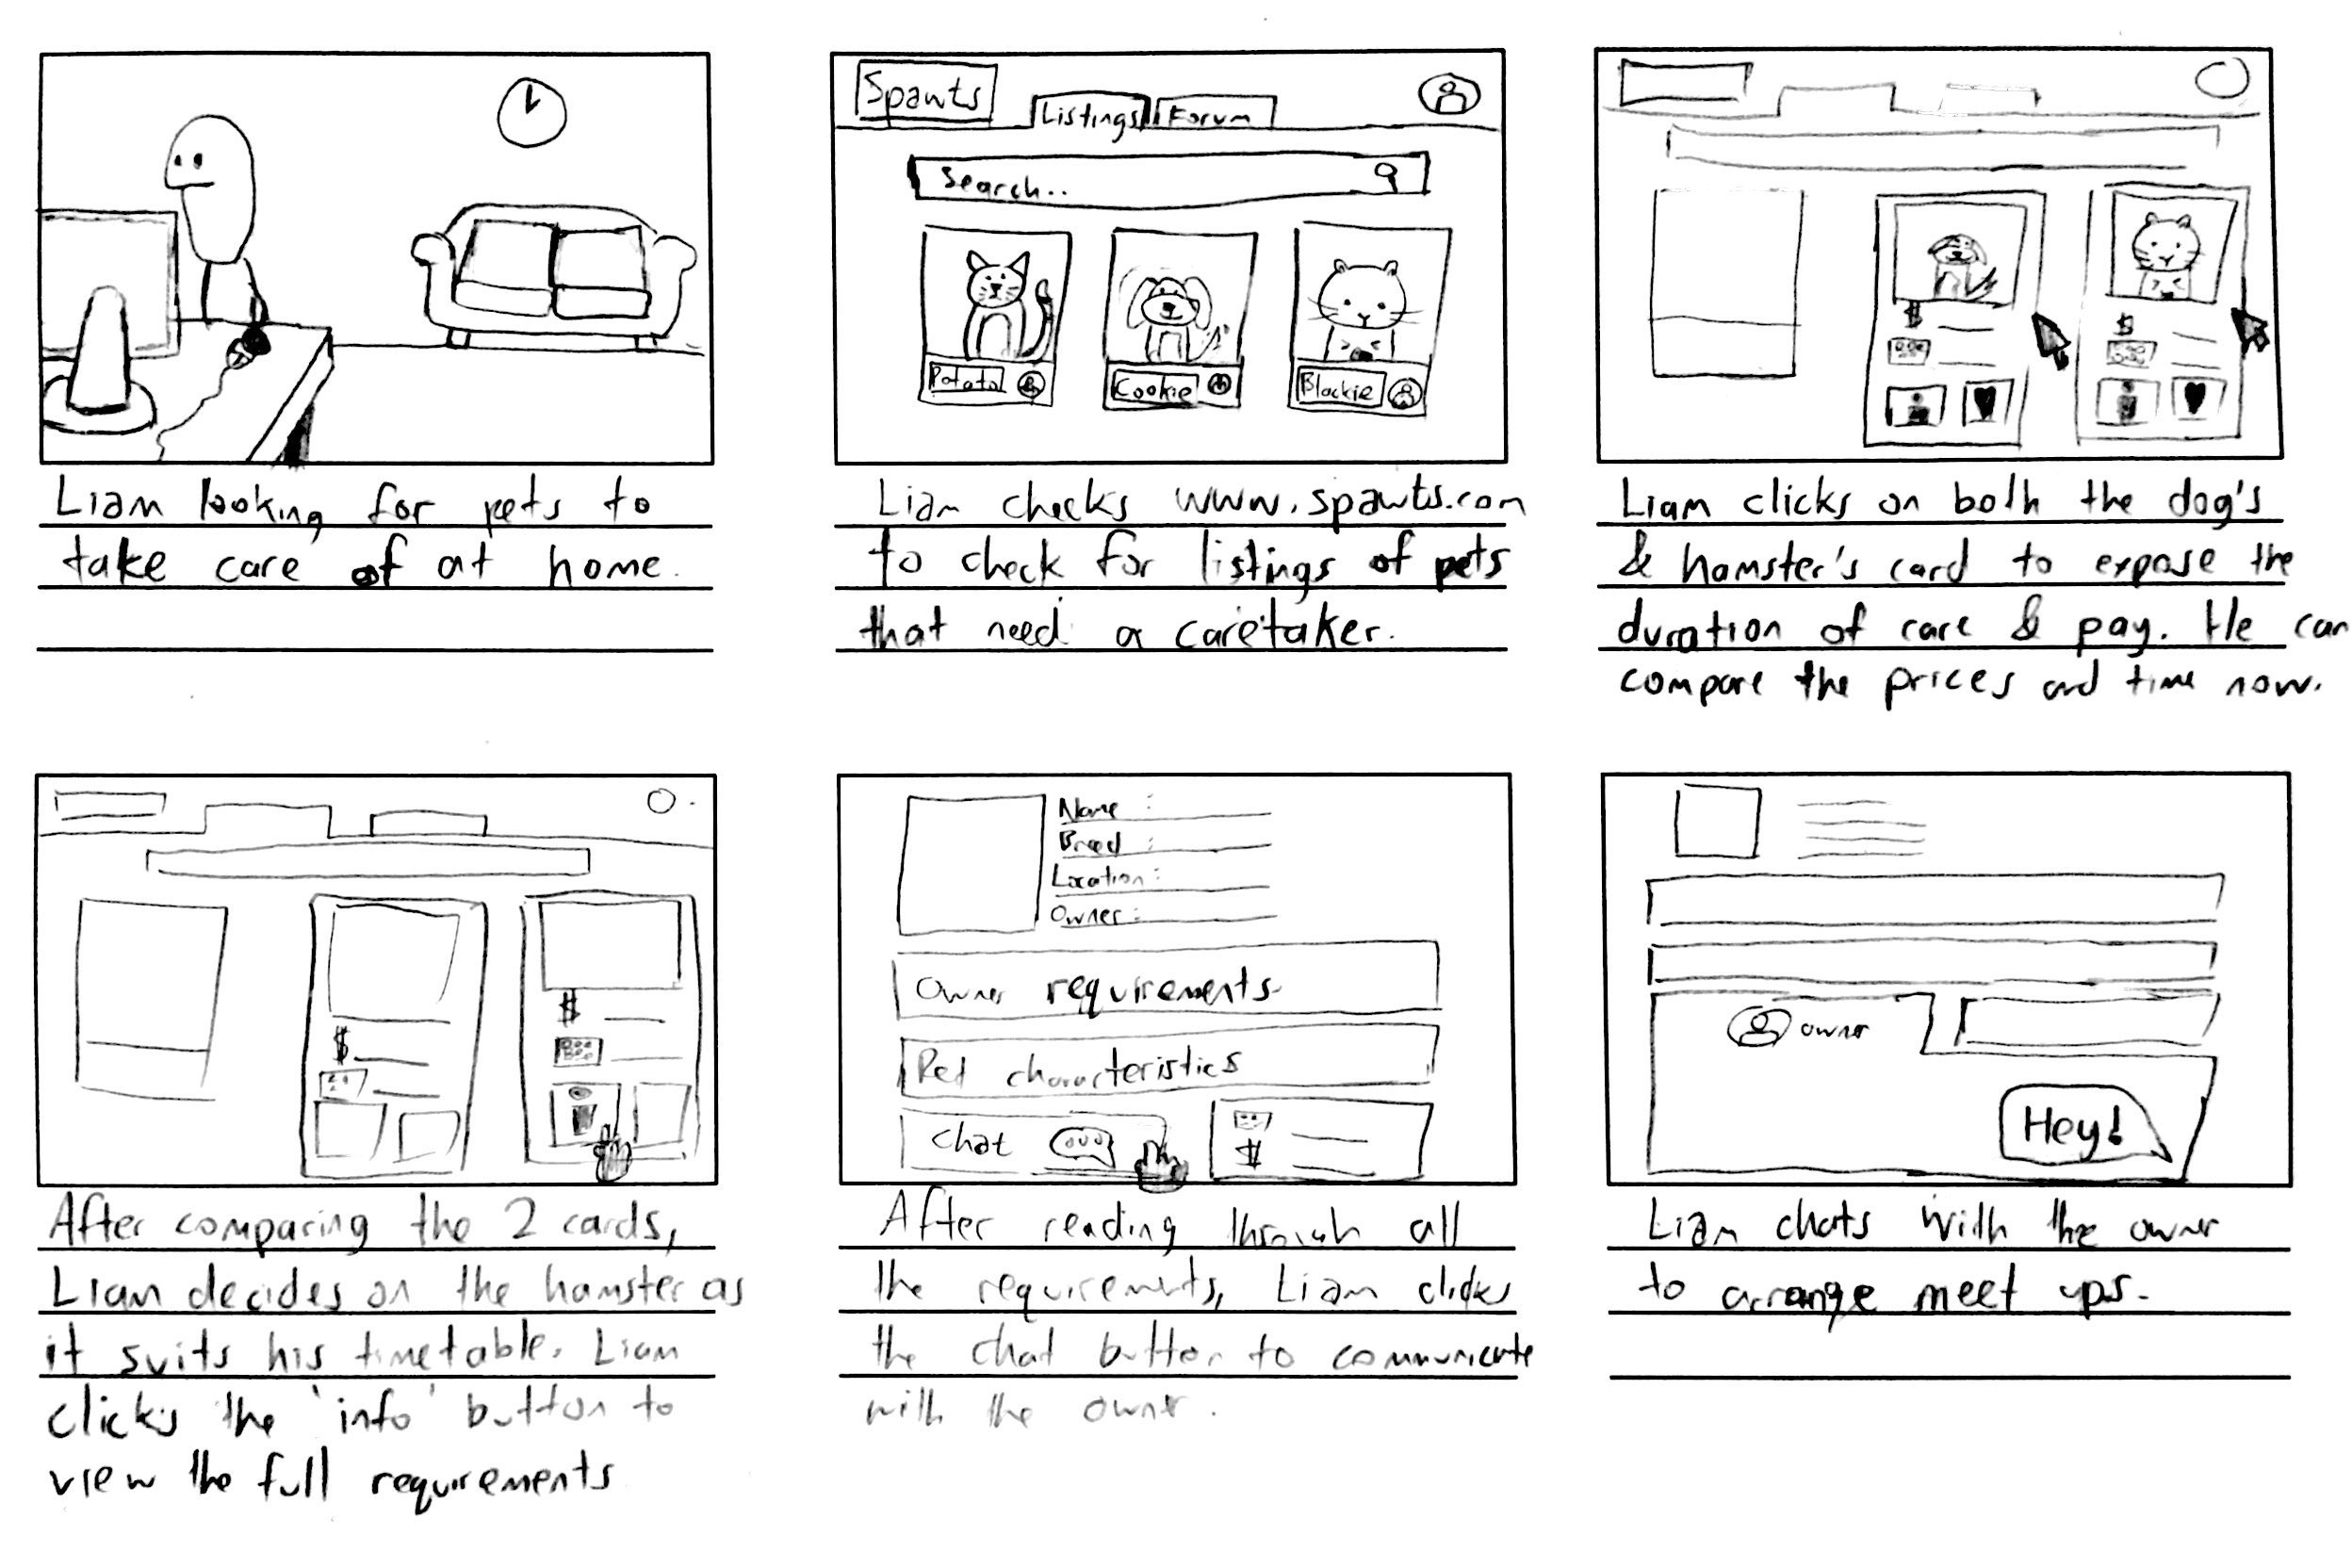 Liam looking for pets to
take care of at home.
Spawts
Listings
Forum
Search..
Potato
Cookie
Blackie
Liam checks www.spawts.com
to check for listings of pets
that need a caretaker.
$
$
Liam clicks on both the dog's
& hamster's card to expose the
duration of care & pay. He can
compare the prices and time now.
$
$
After comparing the 2 cards,
Liam decides on the hamster as
it suits his timetable. Liam
clicks the 'info' button to
view the full requirements
Name :
Breed :
Location :
Owner :
Owner requirements
Pet characteristics
Chat
$
After reading through all
the requirements, Liam clicks
the chat button to communicate
with the owner.
owner
Hey!
Liam chats with the owner
to arrange meet ups.